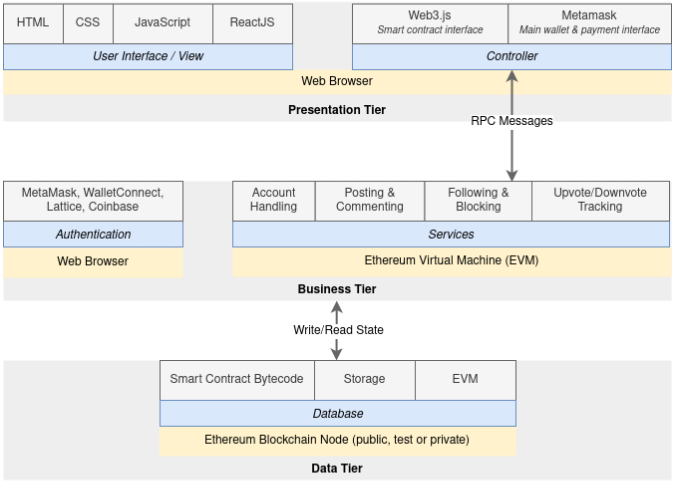 HTML
CSS
JavaScript
ReactJS
Web3.js
Smart contract interface
Metamask
Main wallet & payment interface
User Interface / View
Controller
Web Browser
Presentation Tier
RPC Messages
MetaMask, WalletConnect,
Lattice, Coinbase
Account
Handling
Posting &
Commenting
Following &
Blocking
Upvote/Downvote
Tracking
Authentication
Services
Web Browser
Ethereum Virtual Machine (EVM)
Business Tier
Write/Read State
Smart Contract Bytecode
Storage
EVM
Database
Ethereum Blockchain Node (public, test or private)
Data Tier